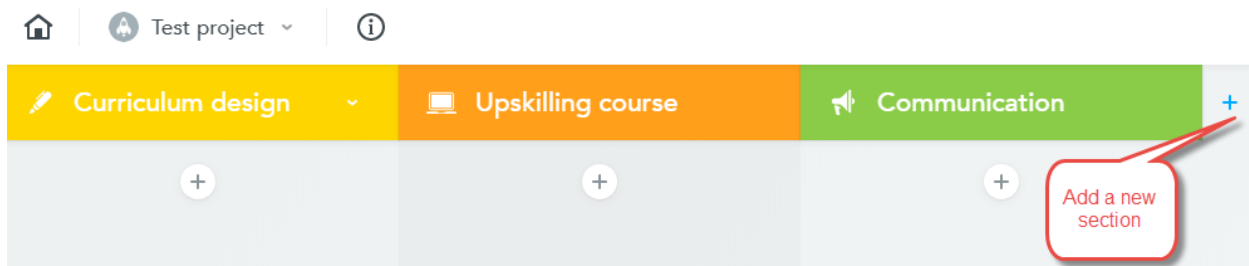 Test project
Curriculum design
Upskilling course
Communication
Add a new
section